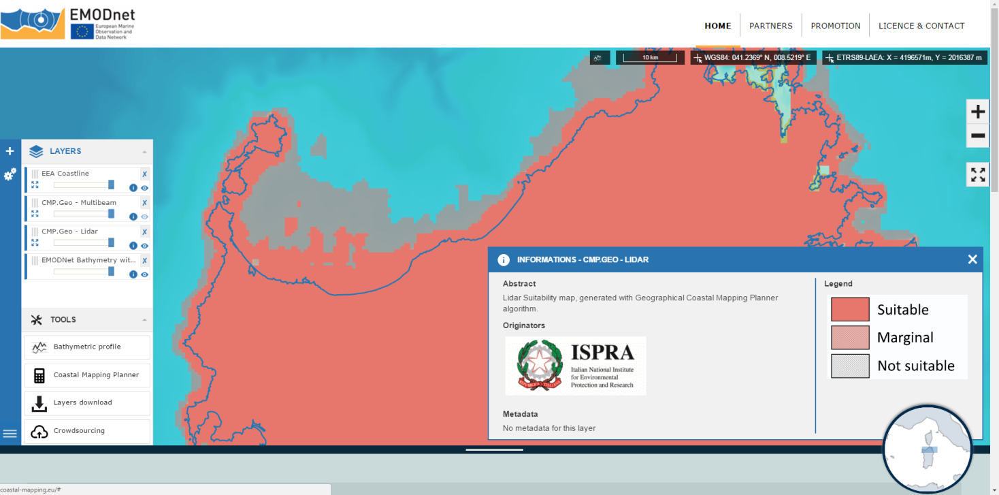 EMODnet
European Marine
Observation and
Data Network
HOME
PARTNERS
PROMOTION
LICENCE & CONTACT
10 km
WGS84: 041.2369° N, 008.5219° E
ETRS89-LAEA: X = 4196571m, Y = 2016387 m
LAYERS
EEA Coastline
CMP.Geo - Multibeam
CMP.Geo - Lidar
EMODNet Bathymetry wit...
TOOLS
Bathymetric profile
Coastal Mapping Planner
Layers download
Crowdsourcing
INFORMATIONS - CMP.GEO - LIDAR
Abstract
Lidar Suitability map, generated with Geographical Coastal Mapping Planner
algorithm.
Originators
ISPRA
Italian National Institute
for Environmental
Protection and Research
Metadata
No metadata for this layer
Legend
Suitable
Marginal
Not suitable
coastal-mapping.eu/#